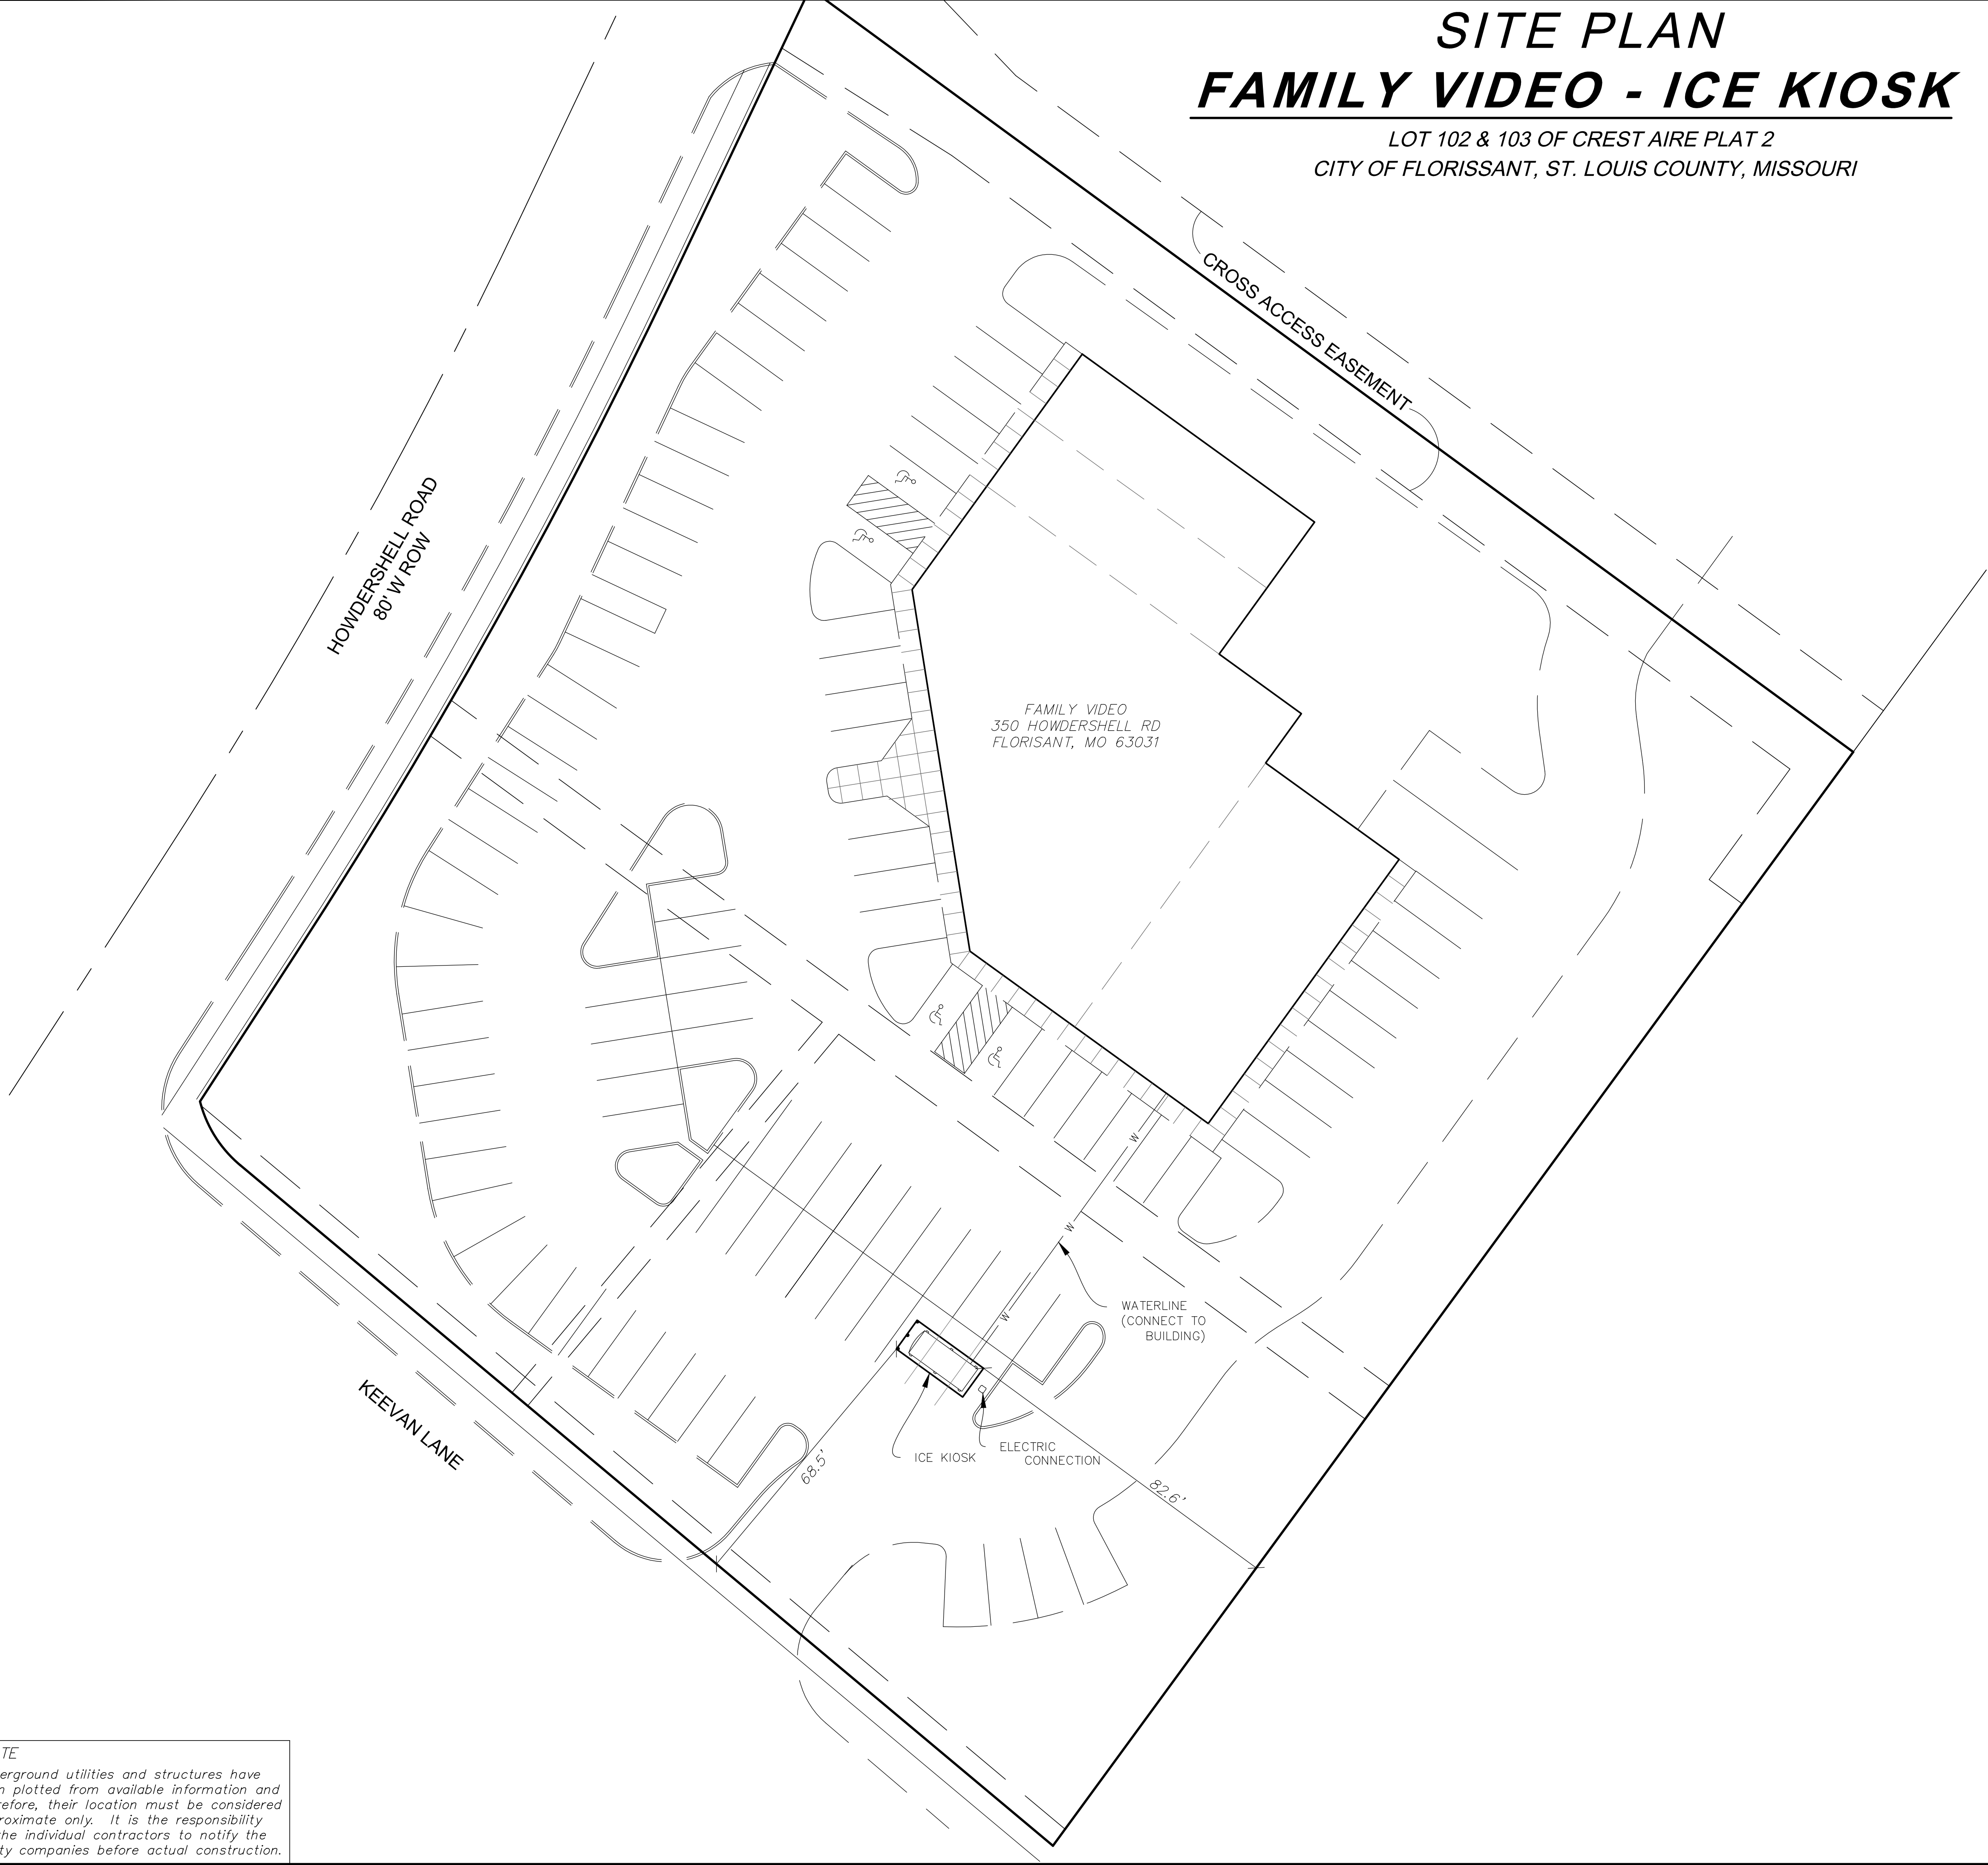 SITE PLAN
FAMILY VIDEO - ICE KIOSK
LOT 102 & 103 OF CREST AIRE PLAT 2
CITY OF FLORISSANT, ST. LOUIS COUNTY, MISSOURI
CROSS ACCESS EASEMENT
HOWDERSHELL ROAD
80' W ROW
FAMILY VIDEO
350 HOWDERSHELL RD
FLORISANT, MO 63031
W
W
W
WATERLINE
(CONNECT TO
BUILDING)
KEEVAN LANE
ICE KIOSK
ELECTRIC
CONNECTION
68.5'
82.6'
TE
erground utilities and structures have
n plotted from available information and
efore, their location must be considered
roximate only. It is the responsibility
the individual contractors to notify the
ty companies before actual construction.